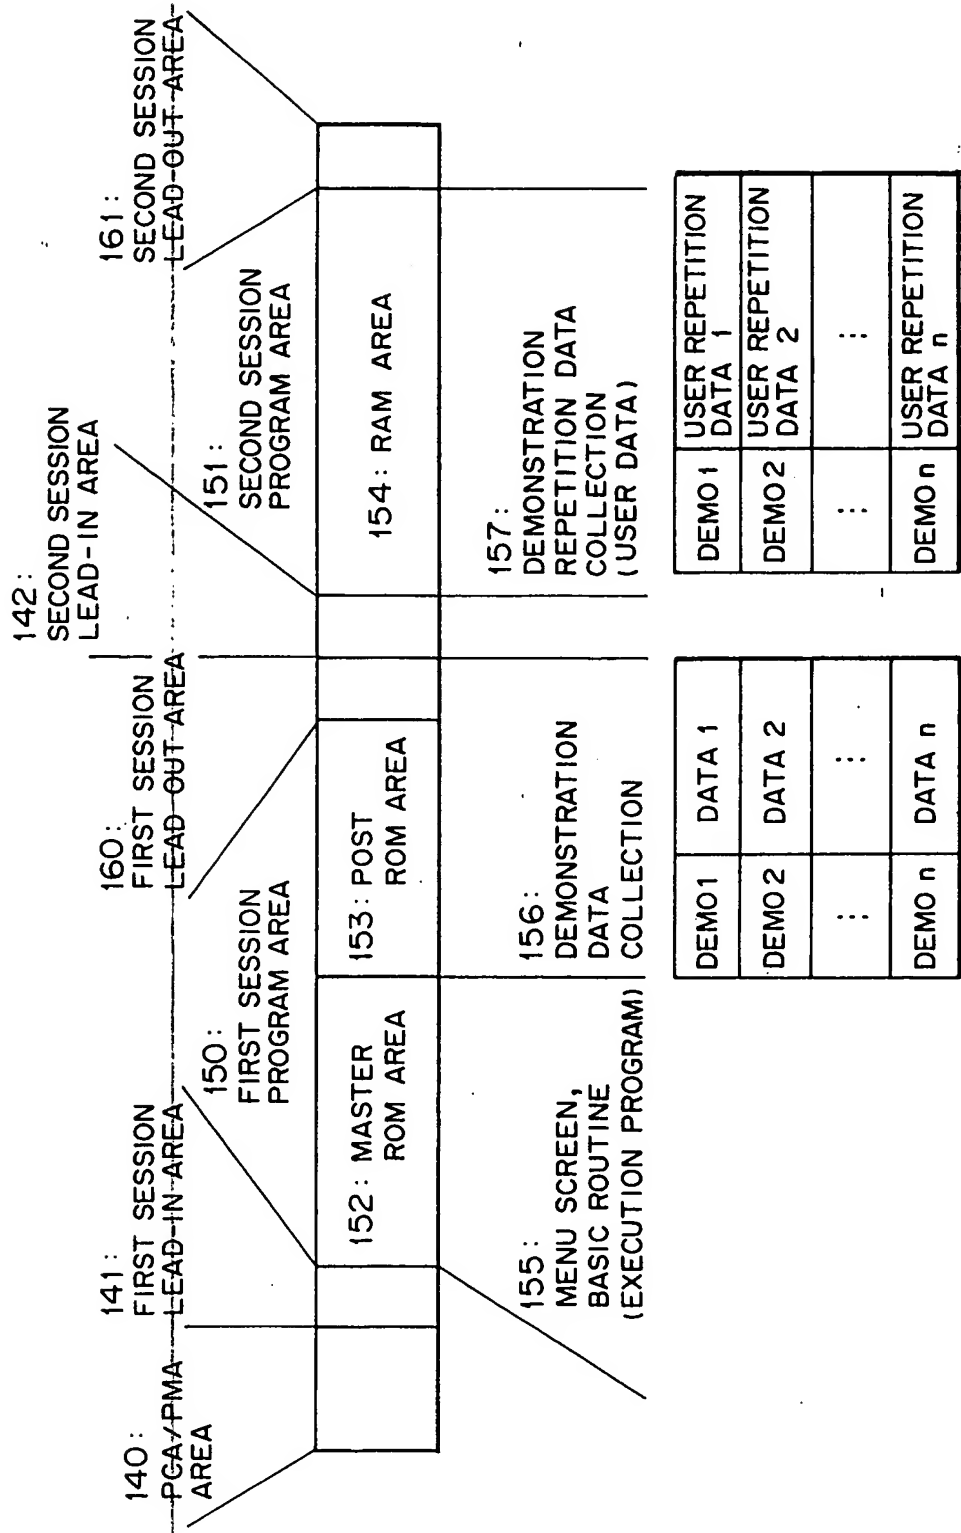 140:
PCA/PMA
AREA
141:
FIRST SESSION
LEAD-IN AREA
150:
FIRST SESSION
PROGRAM AREA
160:
FIRST SESSION
LEAD OUT AREA
142:
SECOND SESSION
LEAD-IN AREA
151:
SECOND SESSION
PROGRAM AREA
161:
SECOND SESSION
LEAD-OUT AREA
152: MASTER
ROM AREA
153: POST
ROM AREA
154: RAM AREA
155:
MENU SCREEN,
BASIC ROUTINE
(EXECUTION PROGRAM)
156:
DEMONSTRATION
DATA
COLLECTION
157:
DEMONSTRATION
REPETITION DATA
COLLECTION
(USER DATA)
DEMO1 DATA 1
DEMO2 DATA 2
⋮ ⋮
DEMO n DATA n
DEMO1 USER REPETITION
DATA 1
DEMO2 USER REPETITION
DATA 2
⋮ ⋮
DEMO n USER REPETITION
DATA n